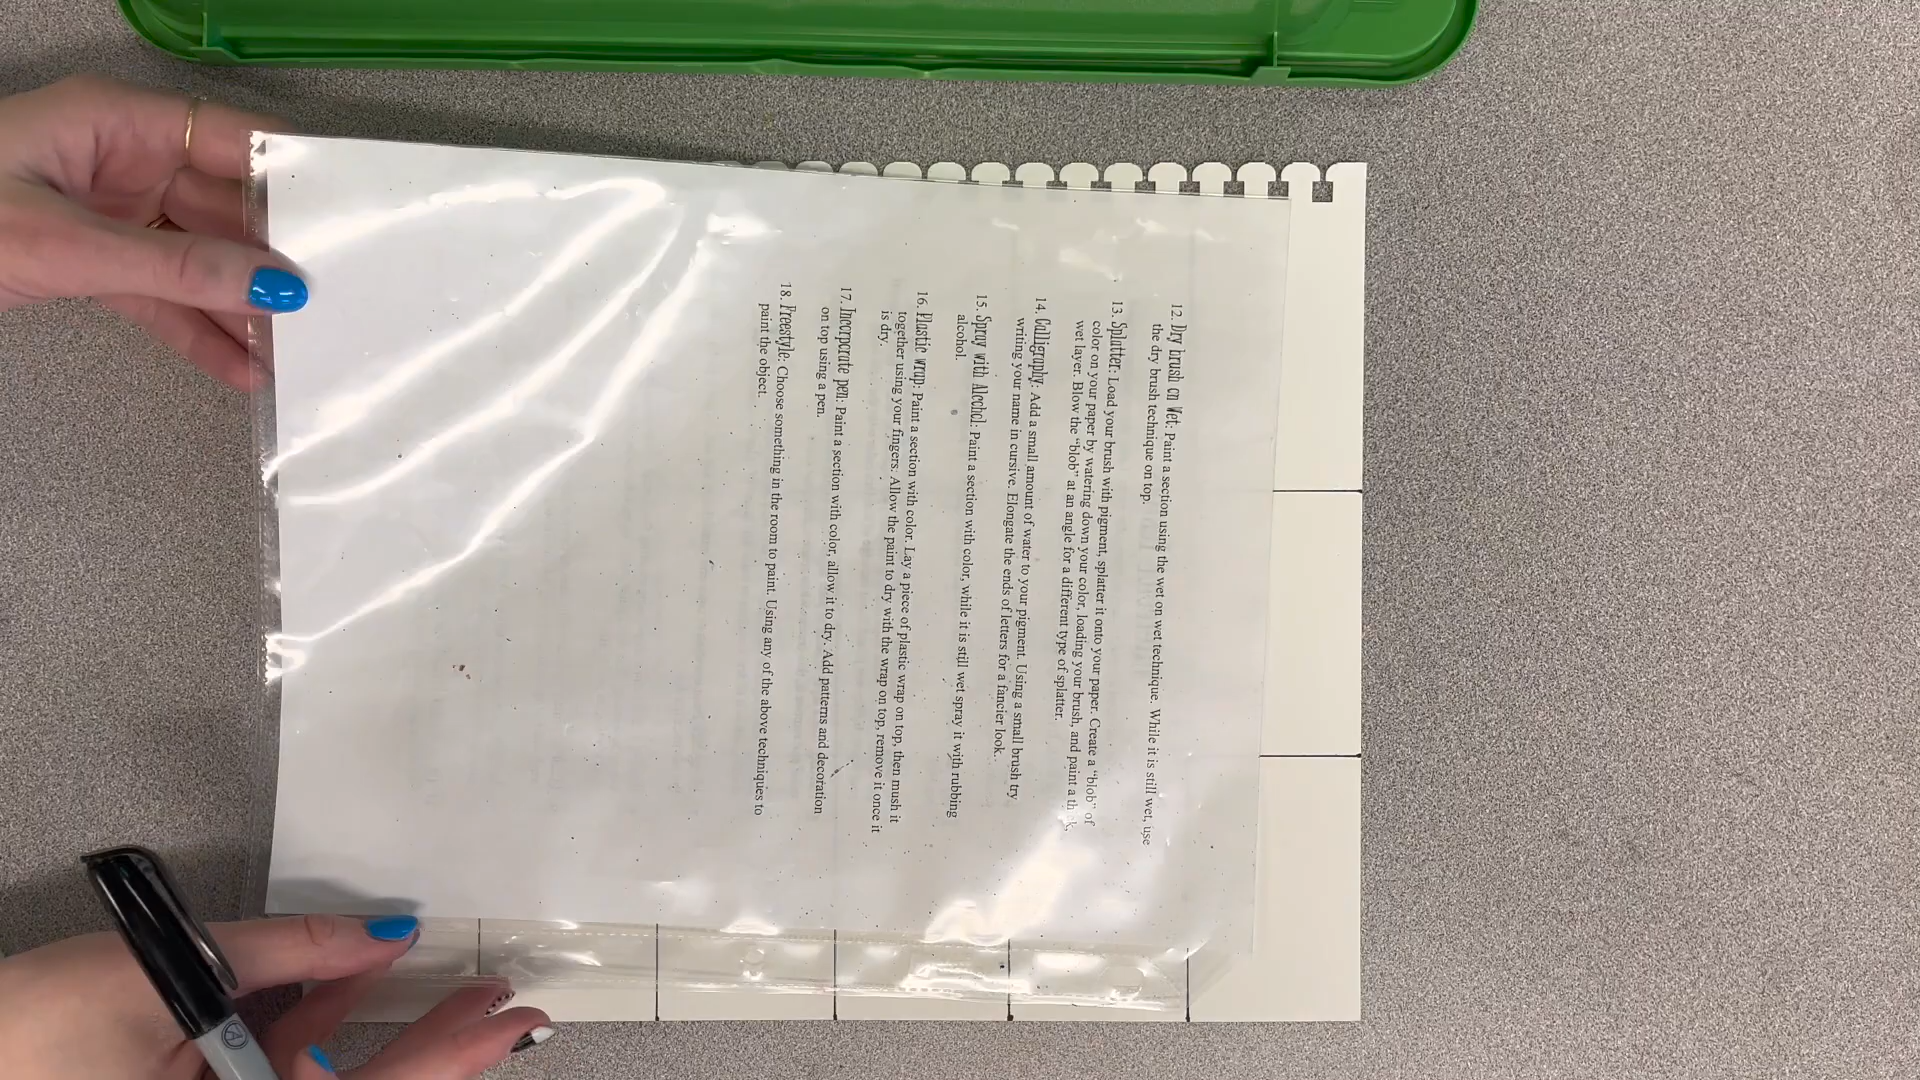 12. Dry brush on Wet: Paint a section using the wet on wet technique. While it is still wet, use
the dry brush technique on top.
13. Splatter: Load your brush with pigment, splatter it onto your paper. Create a "blob" of
color on your paper by watering down your color, loading your brush, and paint a thick,
wet layer. Blow the "blob" at an angle for a different type of splatter.
14. Calligraphy: Add a small amount of water to your pigment. Using a small brush try
writing your name in cursive. Elongate the ends of letters for a fancier look.
15. Spray with Alcohol: Paint a section with color, while it is still wet spray it with rubbing
alcohol.
16. Plastic wrap: Paint a section with color. Lay a piece of plastic wrap on top, then mush it
together using your fingers. Allow the paint to dry with the wrap on top, remove it once it
is dry.
17. Incorporate pen: Paint a section with color, allow it to dry. Add patterns and decoration
on top using a pen.
18. Freestyle: Choose something in the room to paint. Using any of the above techniques to
paint the object.